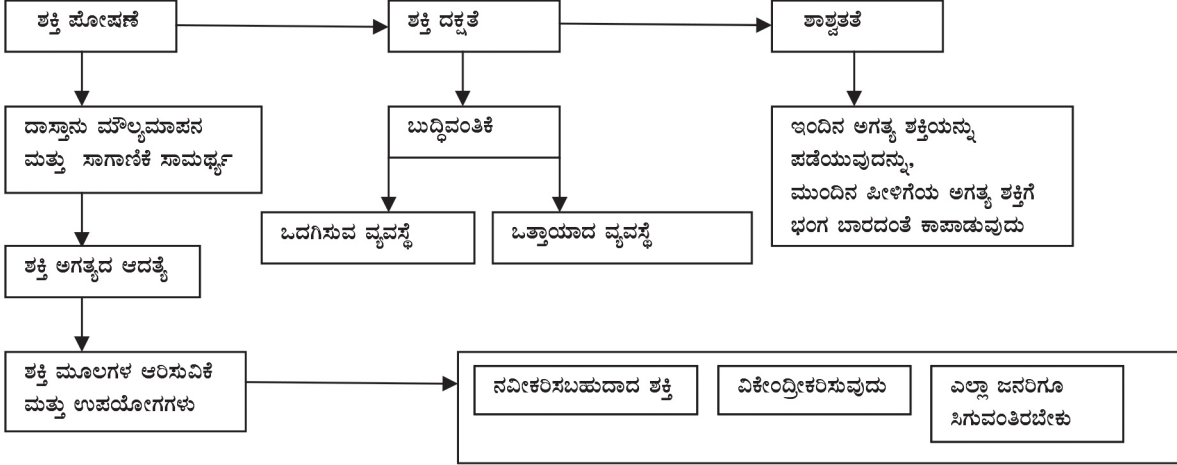 ಶಕ್ತಿ ಪೋಷಣೆ
ಶಕ್ತಿ ದಕ್ಷತೆ
ಶಾಶ್ವತತೆ
ದಾಸ್ತಾನು ಮೌಲ್ಯಮಾಪನ
ಮತ್ತು ಸಾಗಾಣಿಕೆ ಸಾಮರ್ಥ್ಯ
ಬುದ್ಧಿವಂತಿಕೆ
ಇಂದಿನ ಅಗತ್ಯ ಶಕ್ತಿಯನ್ನು
ಪಡೆಯುವುದನ್ನು,
ಮುಂದಿನ ಪೀಳಿಗೆಯ ಅಗತ್ಯ ಶಕ್ತಿಗೆ
ಭಂಗ ಬಾರದಂತೆ ಕಾಪಾಡುವುದು
ಒದಗಿಸುವ ವ್ಯವಸ್ಥೆ
ಒತ್ತಾಯಾದ ವ್ಯವಸ್ಥೆ
ಶಕ್ತಿ ಅಗತ್ಯದ ಆದತ್ಯೆ
ಶಕ್ತಿ ಮೂಲಗಳ ಆರಿಸುವಿಕೆ
ಮತ್ತು ಉಪಯೋಗಗಳು
ನವೀಕರಿಸಬಹುದಾದ ಶಕ್ತಿ
ವಿಕೇಂದ್ರೀಕರಿಸುವುದು
ಎಲ್ಲಾ ಜನರಿಗೂ
ಸಿಗುವಂತಿರಬೇಕು